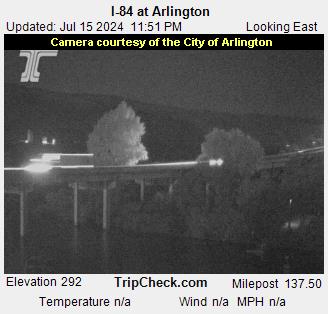 I-84 at Arlington
Updated: Jul 15 2024 11:51 PM Looking East
Camera courtesy of the City of Arlington
Elevation 292 TripCheck.com Milepost 137.50
Temperature n/a Wind n/a MPH n/a